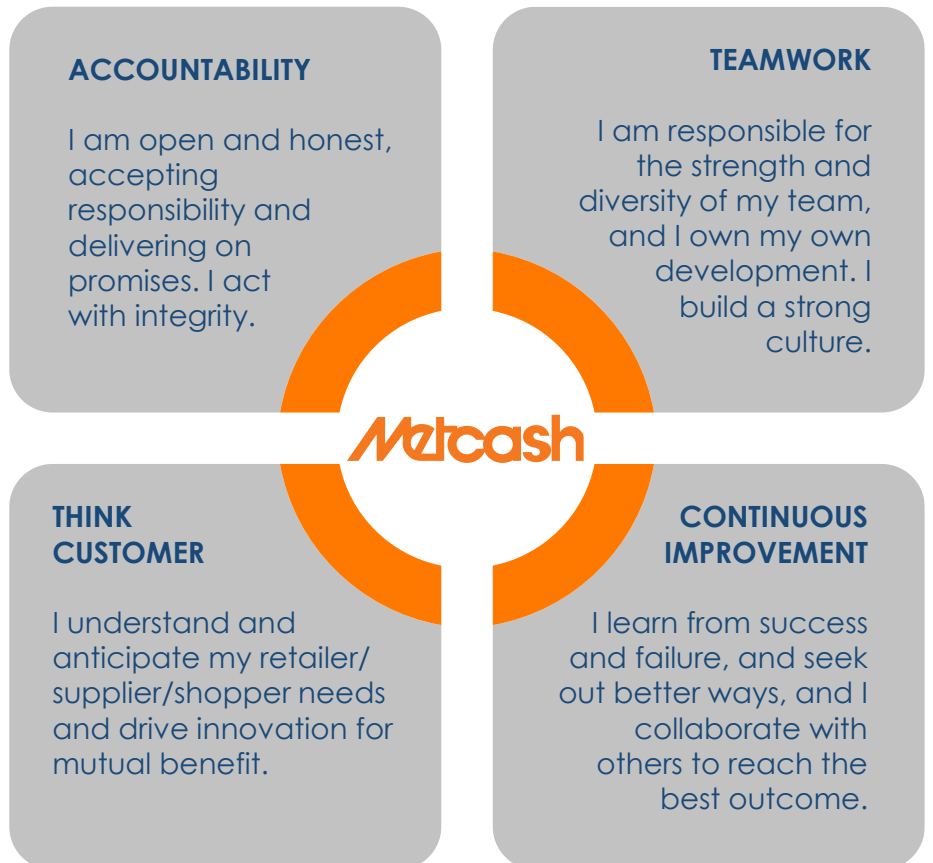 ACCOUNTABILITY
I am open and honest,
accepting
responsibility and
delivering on
promises. I act
with integrity.
TEAMWORK
I am responsible for
the strength and
diversity of my team,
and I own my own
development. I
build a strong
culture.
Metcash
THINK
CUSTOMER
I understand and
anticipate my retailer/
supplier/shopper needs
and drive innovation for
mutual benefit.
CONTINUOUS
IMPROVEMENT
I learn from success
and failure, and seek
out better ways, and I
collaborate with
others to reach the
best outcome.